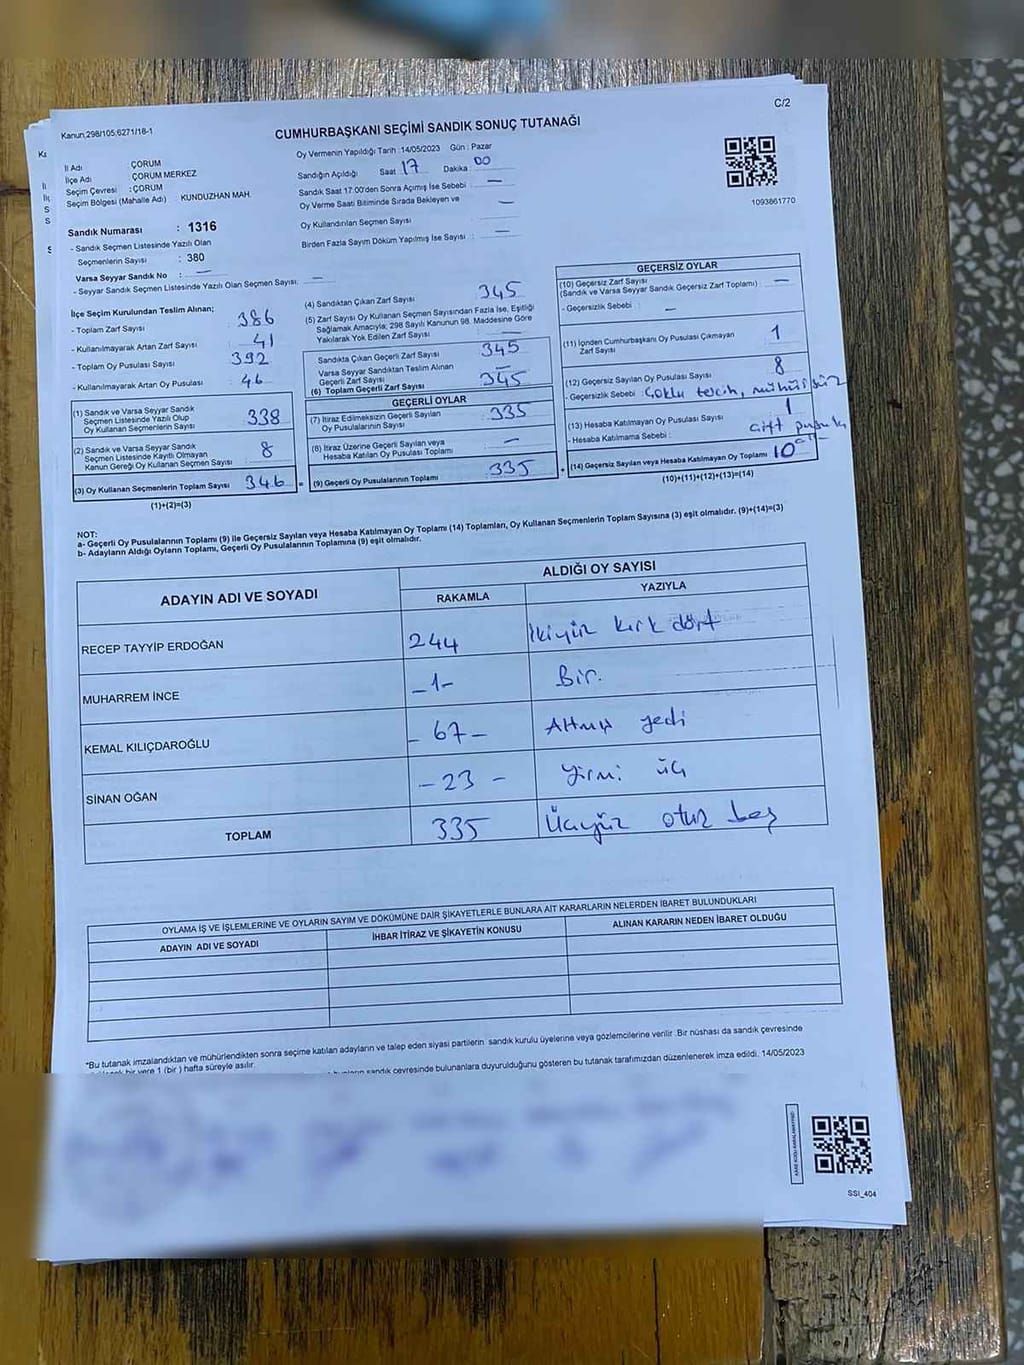 C/2
Kanun;298/105;6271/18-1
CUMHURBAŞKANI SEÇİMİ SANDIK SONUÇ TUTANAĞI
İl Adı ÇORUM
İlçe Adı : ÇORUM MERKEZ
Seçim Çevresi : ÇORUM
Seçim Bölgesi (Mahalle Adı) : KUNDUZHAN MAH.
Sandık Numarası : 1316
- Sandık Seçmen Listesinde Yazılı Olan
Seçmenlerin Sayısı : 380
Varsa Seyyar Sandık No : —
- Seyyar Sandık Seçmen Listesinde Yazılı Olan Seçmen Sayısı: —
Oy Vermenin Yapıldığı Tarih :14/05/2023 Gün : Pazar
Sandığın Açıldığı Saat 17 Dakika 00
Sandık Saat 17:00'den Sonra Açımış İse Sebebi —
Oy Verme Saati Bitiminde Sırada Bekleyen ve —
Oy Kullandırılan Seçmen Sayısı
Birden Fazla Sayım Döküm Yapılmış İse Sayısı : —
1093861770
İlçe Seçim Kurulundan Teslim Alınan;
- Toplam Zarf Sayısı 386
- Kullanılmayarak Artan Zarf Sayısı 41
- Toplam Oy Pusulası Sayısı 392
- Kullanılmayarak Artan Oy Pusulası 46
(1) Sandık ve Varsa Seyyar Sandık
Seçmen Listesinde Yazılı Olup
Oy Kullanan Seçmenlerin Sayısı 338
(2) Sandık ve Varsa Seyyar Sandık
Seçmen Listesinde Kayıtlı Olmayan
Kanun Gereği Oy Kullanan Seçmen Sayısı 8
(3) Oy Kullanan Seçmenlerin Toplam Sayısı 346
(1)+(2)=(3)
(4) Sandıktan Çıkan Zarf Sayısı 345
(5) Zarf Sayısı Oy Kullanan Seçmen Sayısından Fazla İse, Eşitliği
Sağlamak Amacıyla; 298 Sayılı Kanunun 98. Maddesine Göre
Yakılarak Yok Edilen Zarf Sayısı —
Sandıkta Çıkan Geçerli Zarf Sayısı 345
Varsa Seyyar Sandıktan Teslim Alınan
Geçerli Zarf Sayısı —
(6) Toplam Geçerli Zarf Sayısı 345
GEÇERLİ OYLAR
(7) İtiraz Edilmeksizin Geçerli Sayılan
Oy Pusulalarının Sayısı 335
(8) İtiraz Üzerine Geçerli Sayılan veya
Hesaba Katılan Oy Pusulası Toplamı —
= (9) Geçerli Oy Pusulalarının Toplamı 335
GEÇERSİZ OYLAR
(10) Geçersiz Zarf Sayısı
(Sandık ve Varsa Seyyar Sandık Geçersiz Zarf Toplamı) —
- Geçersizlik Sebebi : —
(11) İçinden Cumhurbaşkanı Oy Pusulası Çıkmayan
Zarf Sayısı 1
(12) Geçersiz Sayılan Oy Pusulası Sayısı 8
- Geçersizlik Sebebi : Çoklu tercih, mühürsüz
(13) Hesaba Katılmayan Oy Pusulası Sayısı 1
- Hesaba Katılmama Sebebi : çift pusula
+ (14) Geçersiz Sayılan veya Hesaba Katılmayan Oy Toplamı 10
(10)+(11)+(12)+(13)=(14)
NOT:
a- Geçerli Oy Pusulalarının Toplamı (9) ile Geçersiz Sayılan veya Hesaba Katılmayan Oy Toplamı (14) Toplamları, Oy Kullanan Seçmenlerin Toplam Sayısına (3) eşit olmalıdır. (9)+(14)=(3)
b- Adayların Aldığı Oyların Toplamı, Geçerli Oy Pusulalarının Toplamına (9) eşit olmalıdır.
ADAYIN ADI VE SOYADI
ALDIĞI OY SAYISI
RAKAMLA YAZIYLA
RECEP TAYYİP ERDOĞAN 244 İkiyüz kırk dört
MUHARREM İNCE -1- Bir.
KEMAL KILIÇDAROĞLU -67- Altmış yedi
SİNAN OĞAN -23- Yirmi üç
TOPLAM 335 Üçyüz otuz beş
OYLAMA İŞ VE İŞLEMLERİNE VE OYLARIN SAYIM VE DÖKÜMÜNE DAİR ŞİKAYETLERLE BUNLARA AİT KARARLARIN NELERDEN İBARET BULUNDUKLARI
ADAYIN ADI VE SOYADI İHBAR İTİRAZ VE ŞİKAYETİN KONUSU ALINAN KARARIN NEDEN İBARET OLDUĞU
*Bu tutanak imzalandıktan ve mühürlendikten sonra seçime katılan adayların ve talep eden siyasi partilerin sandık kurulu üyelerine veya gözlemcilerine verilir .Bir nüshası da sandık çevresinde
bir yere 1 (bir ) hafta süreyle asılır.
sandık çevresinde bulunanlara duyurulduğunu gösteren bu tutanak tarafımızdan düzenlenerek imza edildi. 14/05/2023
SSI_404